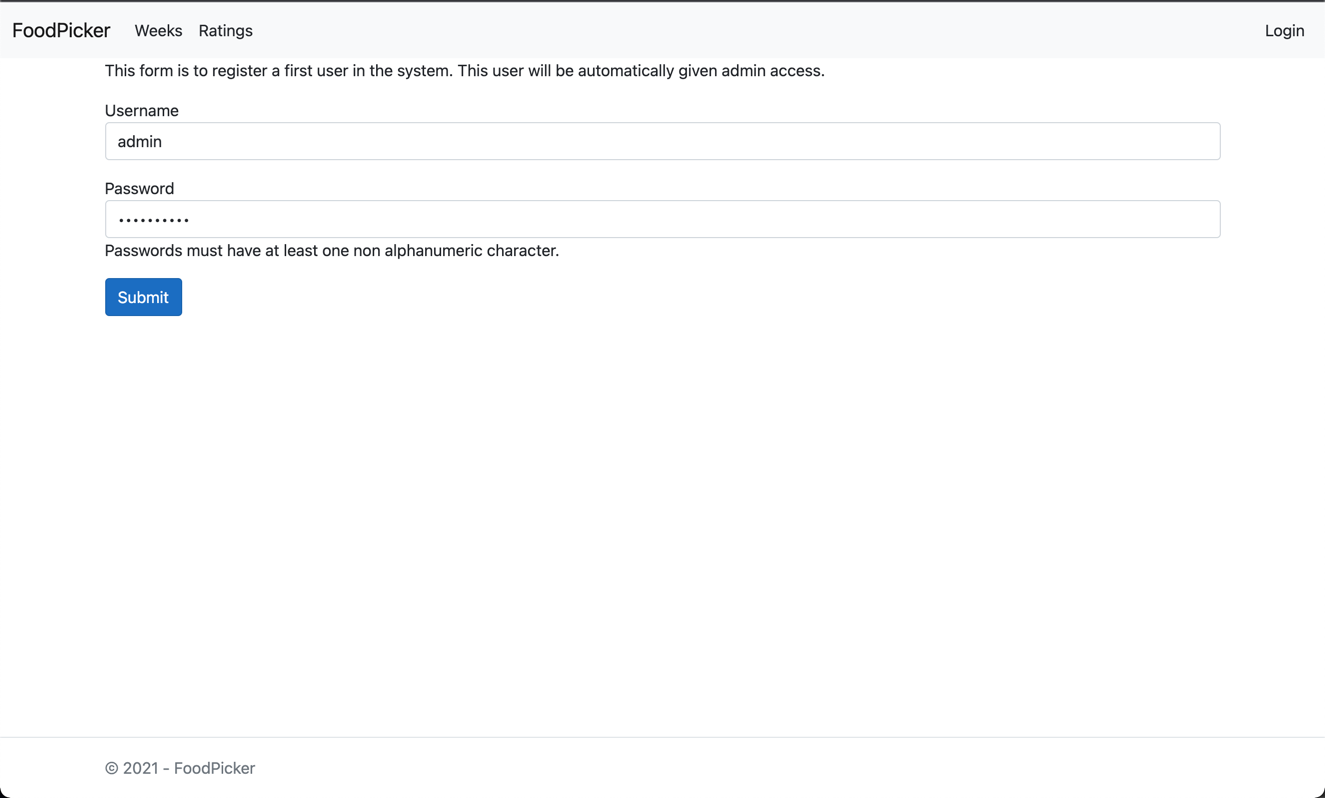 FoodPicker Weeks Ratings Login
This form is to register a first user in the system. This user will be automatically given admin access.
Username
admin
Password
••••••••••
Passwords must have at least one non alphanumeric character.
Submit
© 2021 - FoodPicker